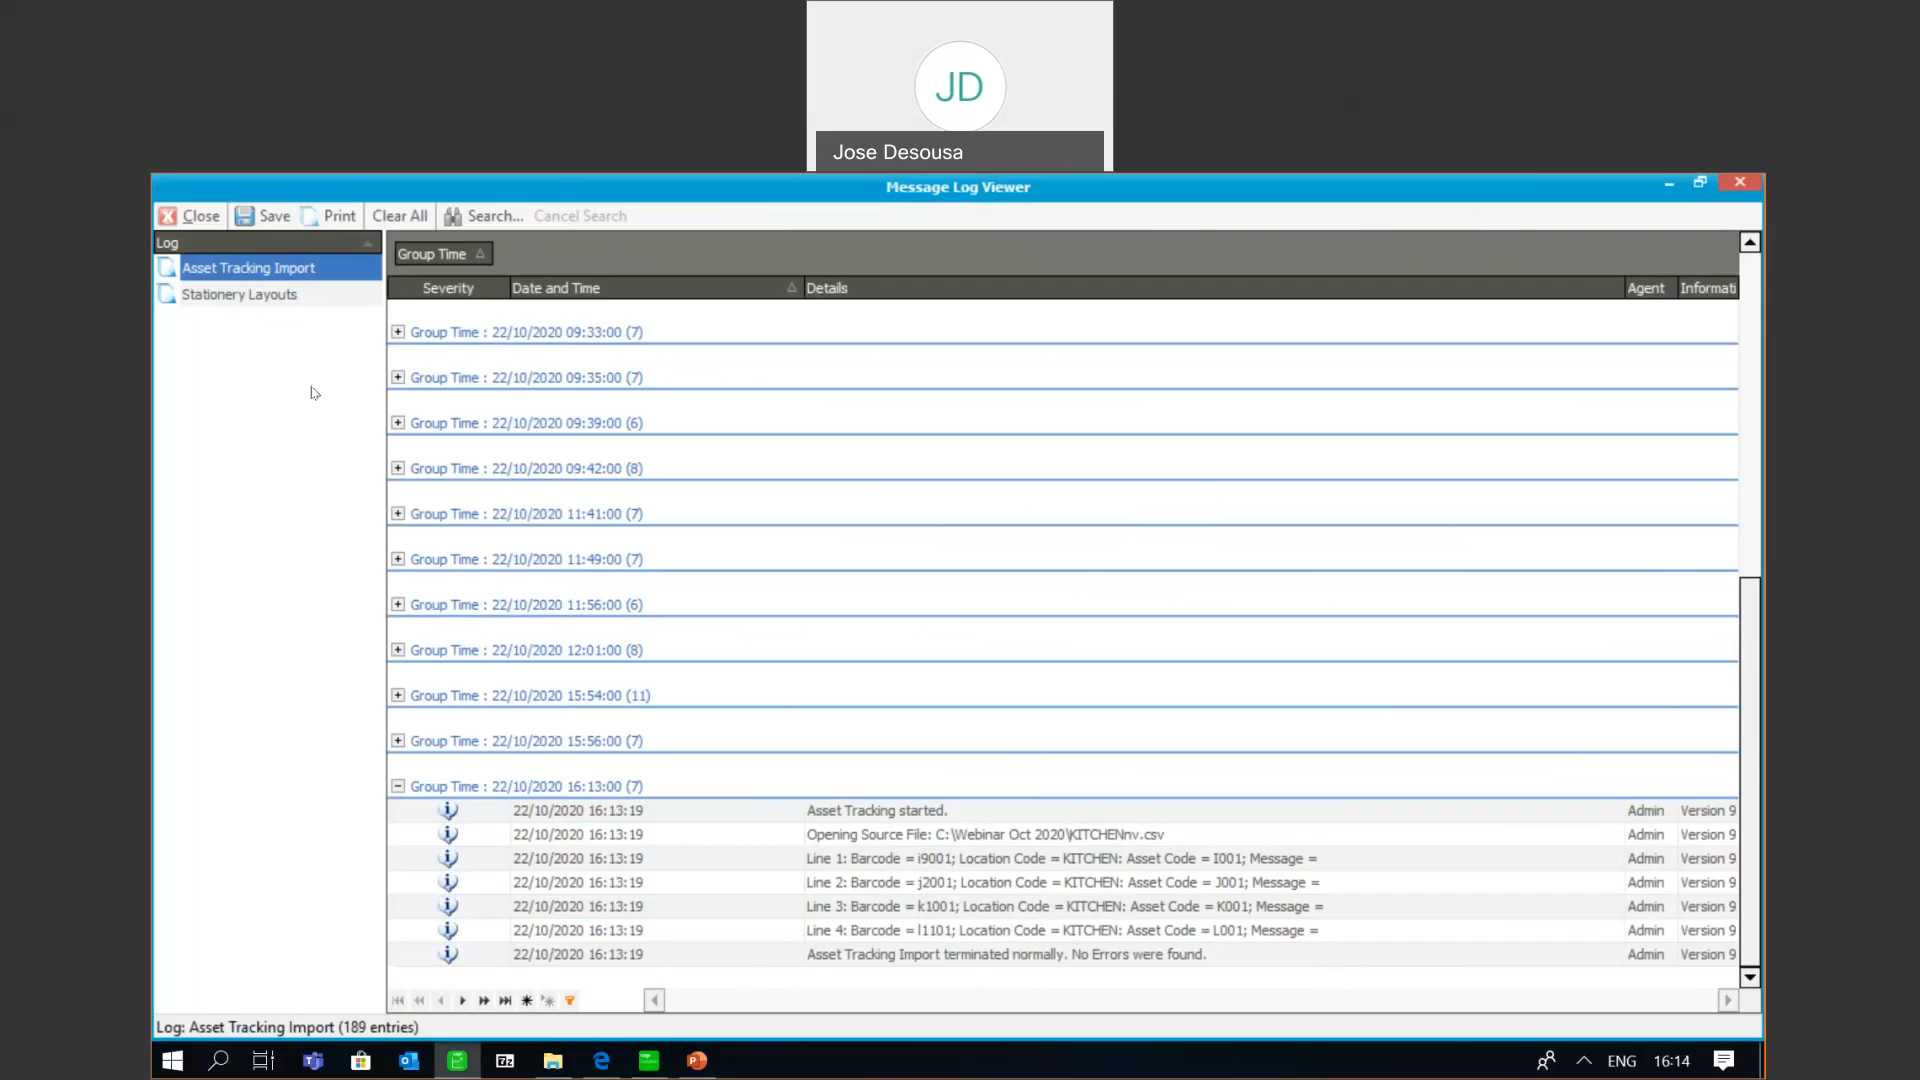 JD
Jose Desousa
Message Log Viewer
Close Save Print Clear All Search... Cancel Search
Log
Asset Tracking Import
Stationery Layouts
Group Time
Severity Date and Time Details Agent Informati
Group Time : 22/10/2020 09:33:00 (7)
Group Time : 22/10/2020 09:35:00 (7)
Group Time : 22/10/2020 09:39:00 (6)
Group Time : 22/10/2020 09:42:00 (8)
Group Time : 22/10/2020 11:41:00 (7)
Group Time : 22/10/2020 11:49:00 (7)
Group Time : 22/10/2020 11:56:00 (6)
Group Time : 22/10/2020 12:01:00 (8)
Group Time : 22/10/2020 15:54:00 (11)
Group Time : 22/10/2020 15:56:00 (7)
Group Time : 22/10/2020 16:13:00 (7)
22/10/2020 16:13:19 Asset Tracking started. Admin Version 9
22/10/2020 16:13:19 Opening Source File: C:\Webinar Oct 2020\KITCHENnv.csv Admin Version 9
22/10/2020 16:13:19 Line 1: Barcode = i9001; Location Code = KITCHEN: Asset Code = I001; Message = Admin Version 9
22/10/2020 16:13:19 Line 2: Barcode = j2001; Location Code = KITCHEN: Asset Code = J001; Message = Admin Version 9
22/10/2020 16:13:19 Line 3: Barcode = k1001; Location Code = KITCHEN: Asset Code = K001; Message = Admin Version 9
22/10/2020 16:13:19 Line 4: Barcode = l1101; Location Code = KITCHEN: Asset Code = L001; Message = Admin Version 9
22/10/2020 16:13:19 Asset Tracking Import terminated normally. No Errors were found. Admin Version 9
Log: Asset Tracking Import (189 entries)
7z ENG 16:14